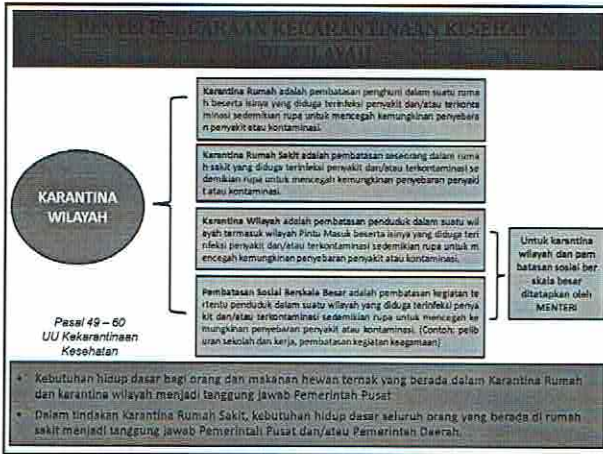 PENYELENGGARAAN KEKARANTINAAN KESEHATAN
DI WILAYAH
Karantina Rumah adalah pembatasan penghuni dalam suatu ruma
h beserta isinya yang diduga terinfeksi penyakit dan/atau terkonta
minasi sedemikian rupa untuk mencegah kemungkinan penyebara
n penyakit atau kontaminasi.
Karantina Rumah Sakit adalah pembatasan seseorang dalam ruma
h sakit yang diduga terinfeksi penyakit dan/atau terkontaminasi se
demikian rupa untuk mencegah kemungkinan penyebaran penyaki
t atau kontaminasi.
KARANTINA
WILAYAH
Karantina Wilayah adalah pembatasan penduduk dalam suatu wil
ayah termasuk wilayah Pintu Masuk beserta isinya yang diduga teri
nfeksi penyakit dan/atau terkontaminasi sedemikian rupa untuk m
encegah kemungkinan penyebaran penyakit atau kontaminasi.
Pembatasan Sosial Berskala Besar adalah pembatasan kegiatan te
rtentu penduduk dalam suatu wilayah yang diduga terinfeksi penya
kit dan/atau terkontaminasi sedemikian rupa untuk mencegah ke
mungkinan penyebaran penyakit atau kontaminasi. (Contoh: pelib
uran sekolah dan kerja, pembatasan kegiatan keagamaan)
Untuk karantina
wilayah dan pem
batasan sosial ber
skala besar
ditatapkan oleh
MENTERI
Pasal 49 – 60
UU Kekarantinaan
Kesehatan
• Kebutuhan hidup dasar bagi orang dan makanan hewan ternak yang berada dalam Karantina Rumah
dan karantina wilayah menjadi tanggung jawab Pemerintah Pusat
• Dalam tindakan Karantina Rumah Sakit, kebutuhan hidup dasar seluruh orang yang berada di rumah
sakit menjadi tanggung jawab Pemerintah Pusat dan/atau Pemerintah Daerah.